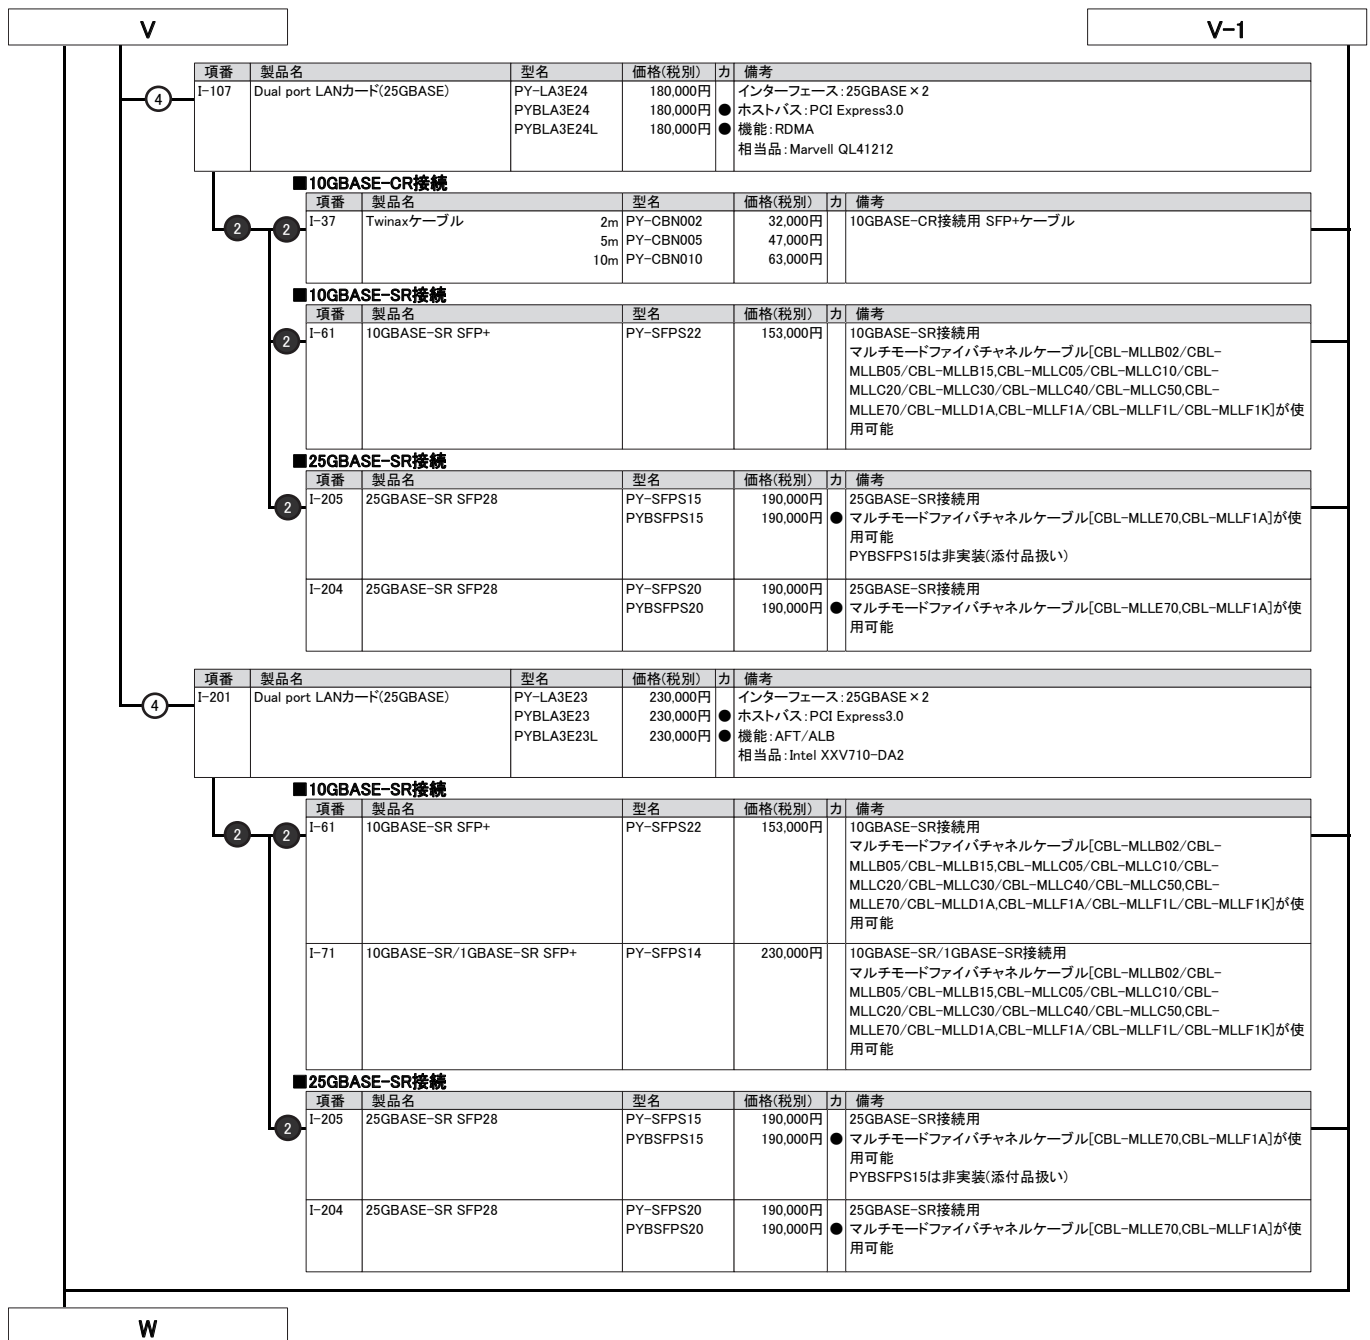 V
V-1
項番 製品名 型名 価格(税別) カ 備考
4 I-107 Dual port LANカード(25GBASE) PY-LA3E24 180,000円 インターフェース:25GBASE×2
PYBLA3E24 180,000円 ● ホストバス:PCI Express3.0
PYBLA3E24L 180,000円 ● 機能:RDMA
相当品:Marvell QL41212
■10GBASE-CR接続
項番 製品名 型名 価格(税別) カ 備考
2 2 I-37 Twinaxケーブル 2m PY-CBN002 32,000円 10GBASE-CR接続用 SFP+ケーブル
5m PY-CBN005 47,000円
10m PY-CBN010 63,000円
■10GBASE-SR接続
項番 製品名 型名 価格(税別) カ 備考
2 I-61 10GBASE-SR SFP+ PY-SFPS22 153,000円 10GBASE-SR接続用
マルチモードファイバチャネルケーブル[CBL-MLLB02/CBL-
MLLB05/CBL-MLLB15,CBL-MLLC05/CBL-MLLC10/CBL-
MLLC20/CBL-MLLC30/CBL-MLLC40/CBL-MLLC50,CBL-
MLLE70/CBL-MLLD1A,CBL-MLLF1A/CBL-MLLF1L/CBL-MLLF1K]が使
用可能
■25GBASE-SR接続
項番 製品名 型名 価格(税別) カ 備考
2 I-205 25GBASE-SR SFP28 PY-SFPS15 190,000円 25GBASE-SR接続用
PYBSFPS15 190,000円 ● マルチモードファイバチャネルケーブル[CBL-MLLE70,CBL-MLLF1A]が使
用可能
PYBSFPS15は非実装(添付品扱い)
I-204 25GBASE-SR SFP28 PY-SFPS20 190,000円 25GBASE-SR接続用
PYBSFPS20 190,000円 ● マルチモードファイバチャネルケーブル[CBL-MLLE70,CBL-MLLF1A]が使
用可能
項番 製品名 型名 価格(税別) カ 備考
4 I-201 Dual port LANカード(25GBASE) PY-LA3E23 230,000円 インターフェース:25GBASE×2
PYBLA3E23 230,000円 ● ホストバス:PCI Express3.0
PYBLA3E23L 230,000円 ● 機能:AFT/ALB
相当品:Intel XXV710-DA2
■10GBASE-SR接続
項番 製品名 型名 価格(税別) カ 備考
2 2 I-61 10GBASE-SR SFP+ PY-SFPS22 153,000円 10GBASE-SR接続用
マルチモードファイバチャネルケーブル[CBL-MLLB02/CBL-
MLLB05/CBL-MLLB15,CBL-MLLC05/CBL-MLLC10/CBL-
MLLC20/CBL-MLLC30/CBL-MLLC40/CBL-MLLC50,CBL-
MLLE70/CBL-MLLD1A,CBL-MLLF1A/CBL-MLLF1L/CBL-MLLF1K]が使
用可能
I-71 10GBASE-SR/1GBASE-SR SFP+ PY-SFPS14 230,000円 10GBASE-SR/1GBASE-SR接続用
マルチモードファイバチャネルケーブル[CBL-MLLB02/CBL-
MLLB05/CBL-MLLB15,CBL-MLLC05/CBL-MLLC10/CBL-
MLLC20/CBL-MLLC30/CBL-MLLC40/CBL-MLLC50,CBL-
MLLE70/CBL-MLLD1A,CBL-MLLF1A/CBL-MLLF1L/CBL-MLLF1K]が使
用可能
■25GBASE-SR接続
項番 製品名 型名 価格(税別) カ 備考
2 I-205 25GBASE-SR SFP28 PY-SFPS15 190,000円 25GBASE-SR接続用
PYBSFPS15 190,000円 ● マルチモードファイバチャネルケーブル[CBL-MLLE70,CBL-MLLF1A]が使
用可能
PYBSFPS15は非実装(添付品扱い)
I-204 25GBASE-SR SFP28 PY-SFPS20 190,000円 25GBASE-SR接続用
PYBSFPS20 190,000円 ● マルチモードファイバチャネルケーブル[CBL-MLLE70,CBL-MLLF1A]が使
用可能
W